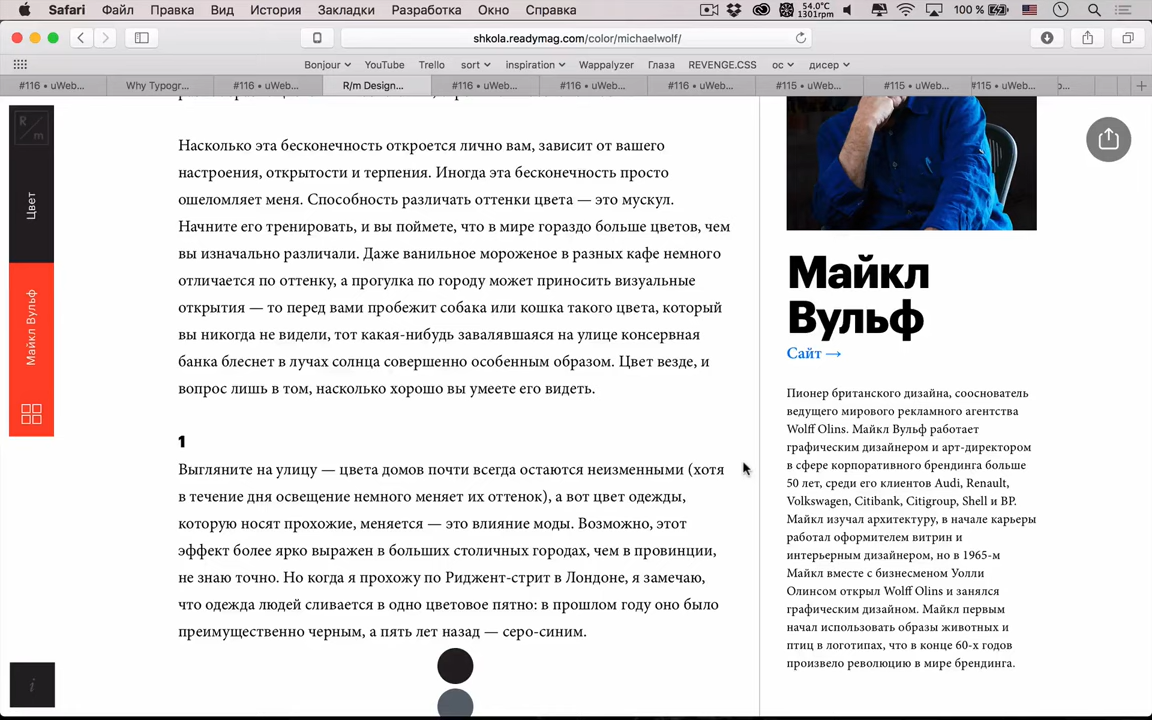 Safari Файл Правка Вид История Закладки Разработка Окно Справка
54.0°C
1301rpm
100 %
shkola.readymag.com/color/michaelwolf/
Bonjour YouTube Trello sort inspiration Wappalyzer Глаза REVENGE.CSS ос дисер
#116 • uWeb... Why Typogr... #116 • uWeb... R/m Design... #116 • uWeb... #116 • uWeb... #116 • uWeb... #115 • uWeb... #115 • uWeb... #115 • uWeb...
R/m
Цвет
Майкл Вульф
Насколько эта бесконечность откроется лично вам, зависит от вашего
настроения, открытости и терпения. Иногда эта бесконечность просто
ошеломляет меня. Способность различать оттенки цвета — это мускул.
Начните его тренировать, и вы поймете, что в мире гораздо больше цветов, чем
вы изначально различали. Даже ванильное мороженое в разных кафе немного
отличается по оттенку, а прогулка по городу может приносить визуальные
открытия — то перед вами пробежит собака или кошка такого цвета, который
вы никогда не видели, тот какая-нибудь завалявшаяся на улице консервная
банка блеснет в лучах солнца совершенно особенным образом. Цвет везде, и
вопрос лишь в том, насколько хорошо вы умеете его видеть.
1
Выгляните на улицу — цвета домов почти всегда остаются неизменными (хотя
в течение дня освещение немного меняет их оттенок), а вот цвет одежды,
которую носят прохожие, меняется — это влияние моды. Возможно, этот
эффект более ярко выражен в больших столичных городах, чем в провинции,
не знаю точно. Но когда я прохожу по Риджент-стрит в Лондоне, я замечаю,
что одежда людей сливается в одно цветовое пятно: в прошлом году оно было
преимущественно черным, а пять лет назад — серо-синим.
Майкл
Вульф
Сайт →
Пионер британского дизайна, сооснователь
ведущего мирового рекламного агентства
Wolff Olins. Майкл Вульф работает
графическим дизайнером и арт-директором
в сфере корпоративного брендинга больше
50 лет, среди его клиентов Audi, Renault,
Volkswagen, Citibank, Citigroup, Shell и BP.
Майкл изучал архитектуру, в начале карьеры
работал оформителем витрин и
интерьерным дизайнером, но в 1965-м
Майкл вместе с бизнесменом Уолли
Олинсом открыл Wolff Olins и занялся
графическим дизайном. Майкл первым
начал использовать образы животных и
птиц в логотипах, что в конце 60-х годов
произвело революцию в мире брендинга.
i